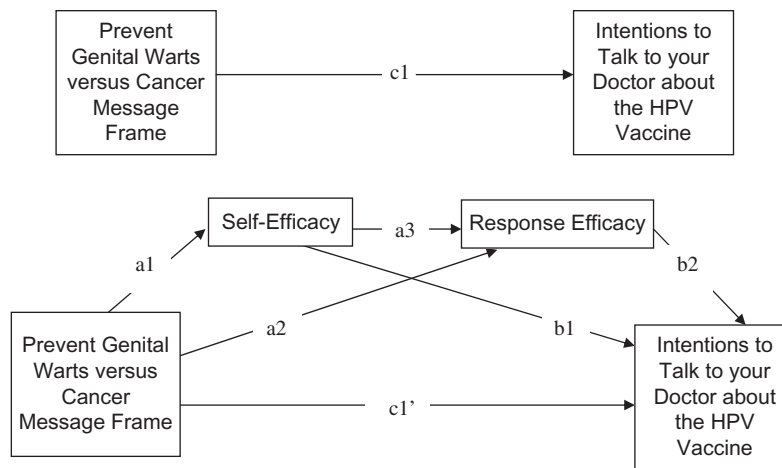 Prevent
Genital Warts
versus Cancer
Message
Frame
c1
Intentions to
Talk to your
Doctor about
the HPV
Vaccine
Self-Efficacy
a3
Response Efficacy
a1
b2
a2
b1
Prevent Genital
Warts versus
Cancer
Message Frame
c1’
Intentions to
Talk to your
Doctor about
the HPV
Vaccine